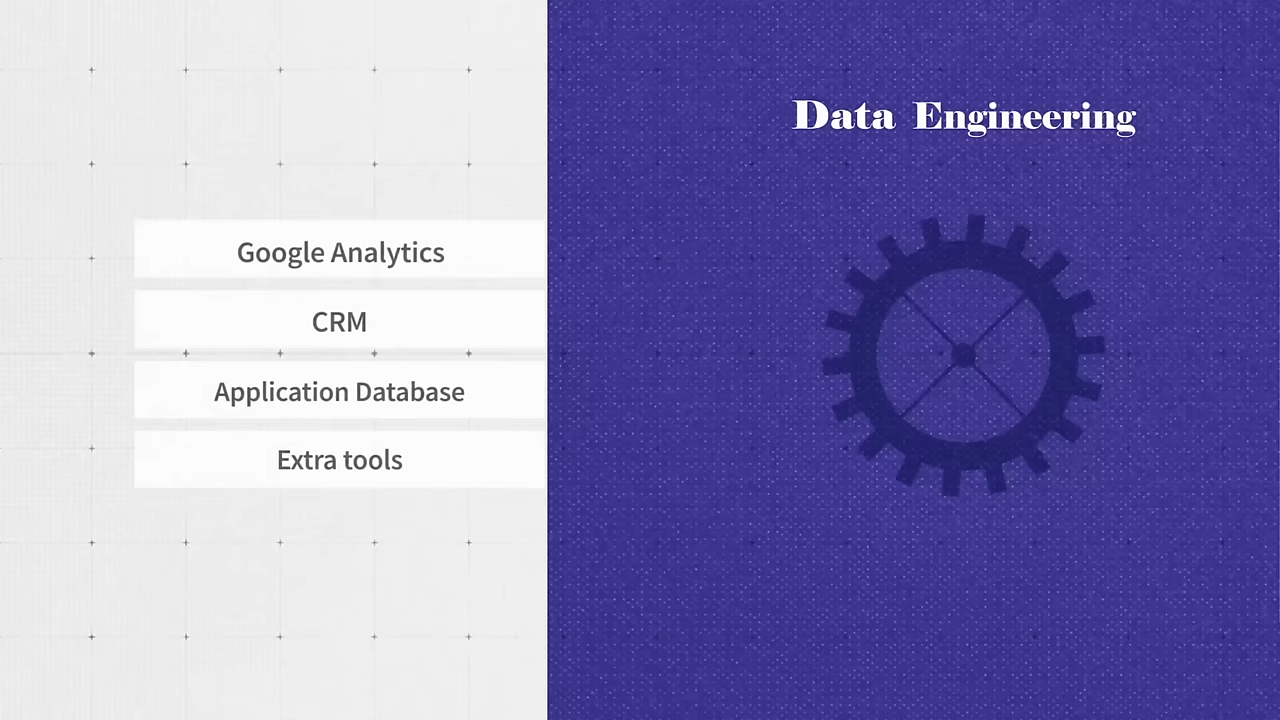 Data Engineering
Google Analytics
CRM
Application Database
Extra tools